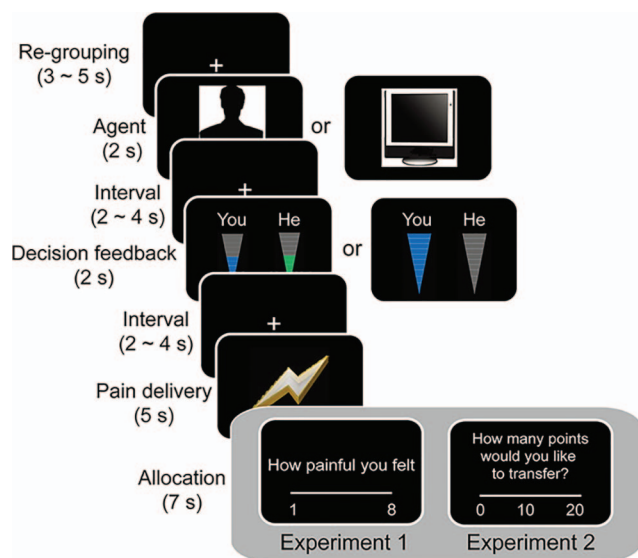 Re-grouping
(3 ~ 5 s)
+
Agent
(2 s)
or
Interval
(2 ~ 4 s)
+
Decision feedback
(2 s)
You He
or
You He
Interval
(2 ~ 4 s)
+
Pain delivery
(5 s)
Allocation
(7 s)
How painful you felt
1 8
How many points
would you like
to transfer?
0 10 20
Experiment 1
Experiment 2